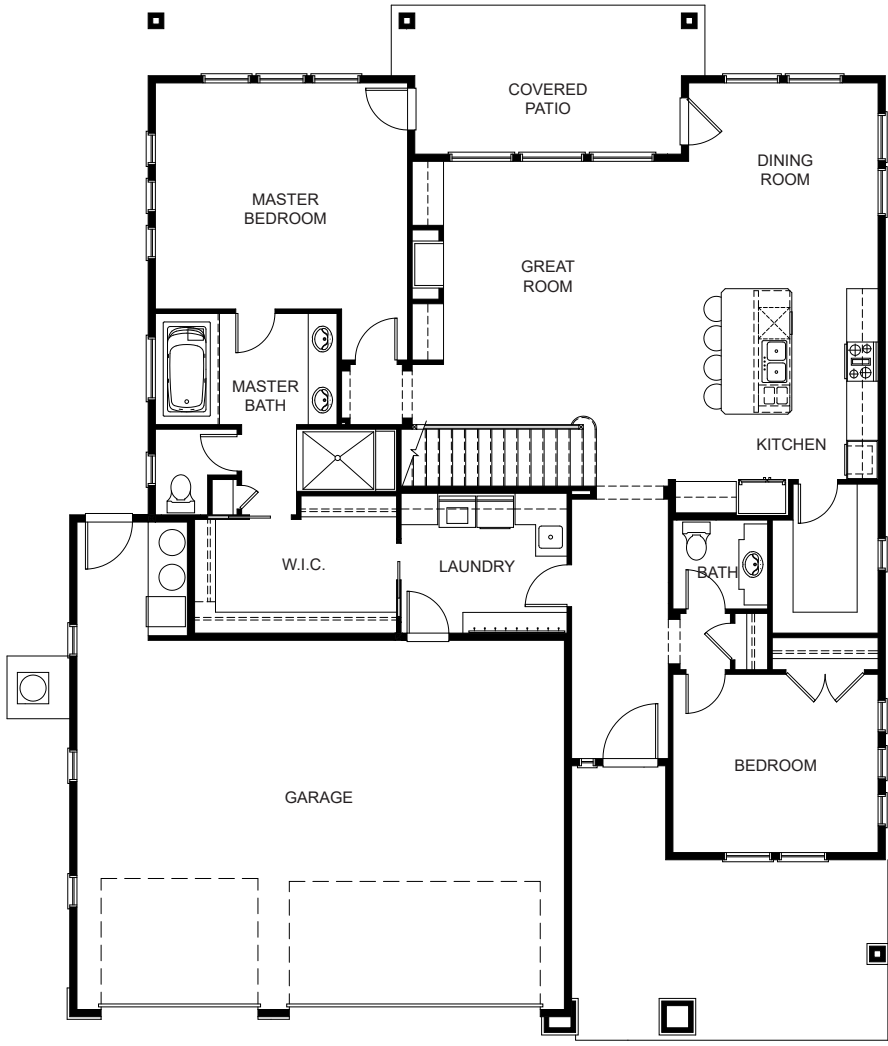 COVERED
PATIO
DINING
ROOM
MASTER
BEDROOM
GREAT
ROOM
MASTER
BATH
KITCHEN
W.I.C.
LAUNDRY
BATH
BEDROOM
GARAGE